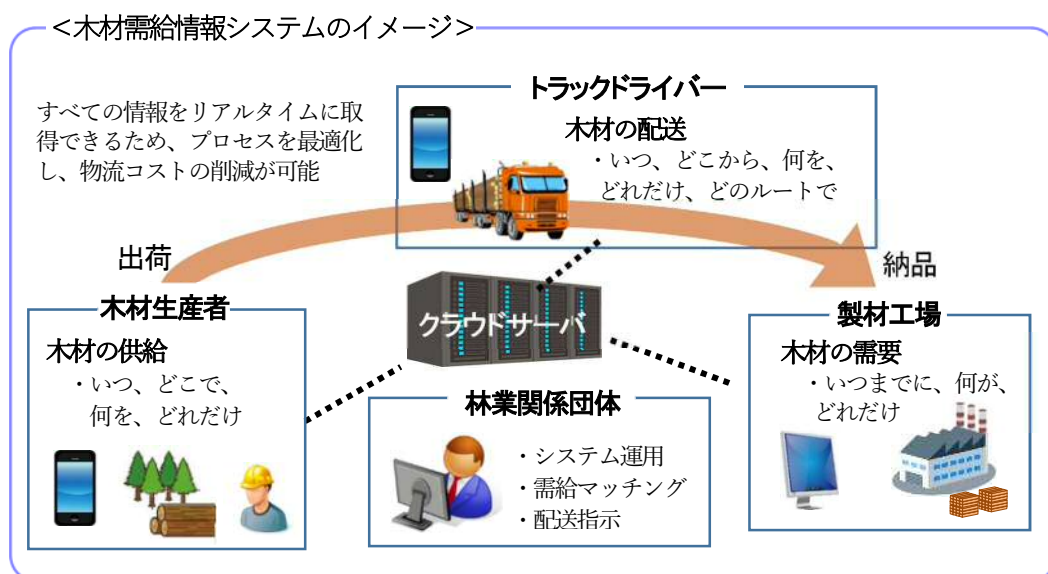 ＜木材需給情報システムのイメージ＞
すべての情報をリアルタイムに取
得できるため、プロセスを最適化
し、物流コストの削減が可能
トラックドライバー
木材の配送
・いつ、どこから、何を、
どれだけ、どのルートで
出荷
納品
クラウドサーバ
木材生産者
木材の供給
・いつ、どこで、
何を、どれだけ
林業関係団体
・システム運用
・需給マッチング
・配送指示
製材工場
木材の需要
・いつまでに、何が、
どれだけ